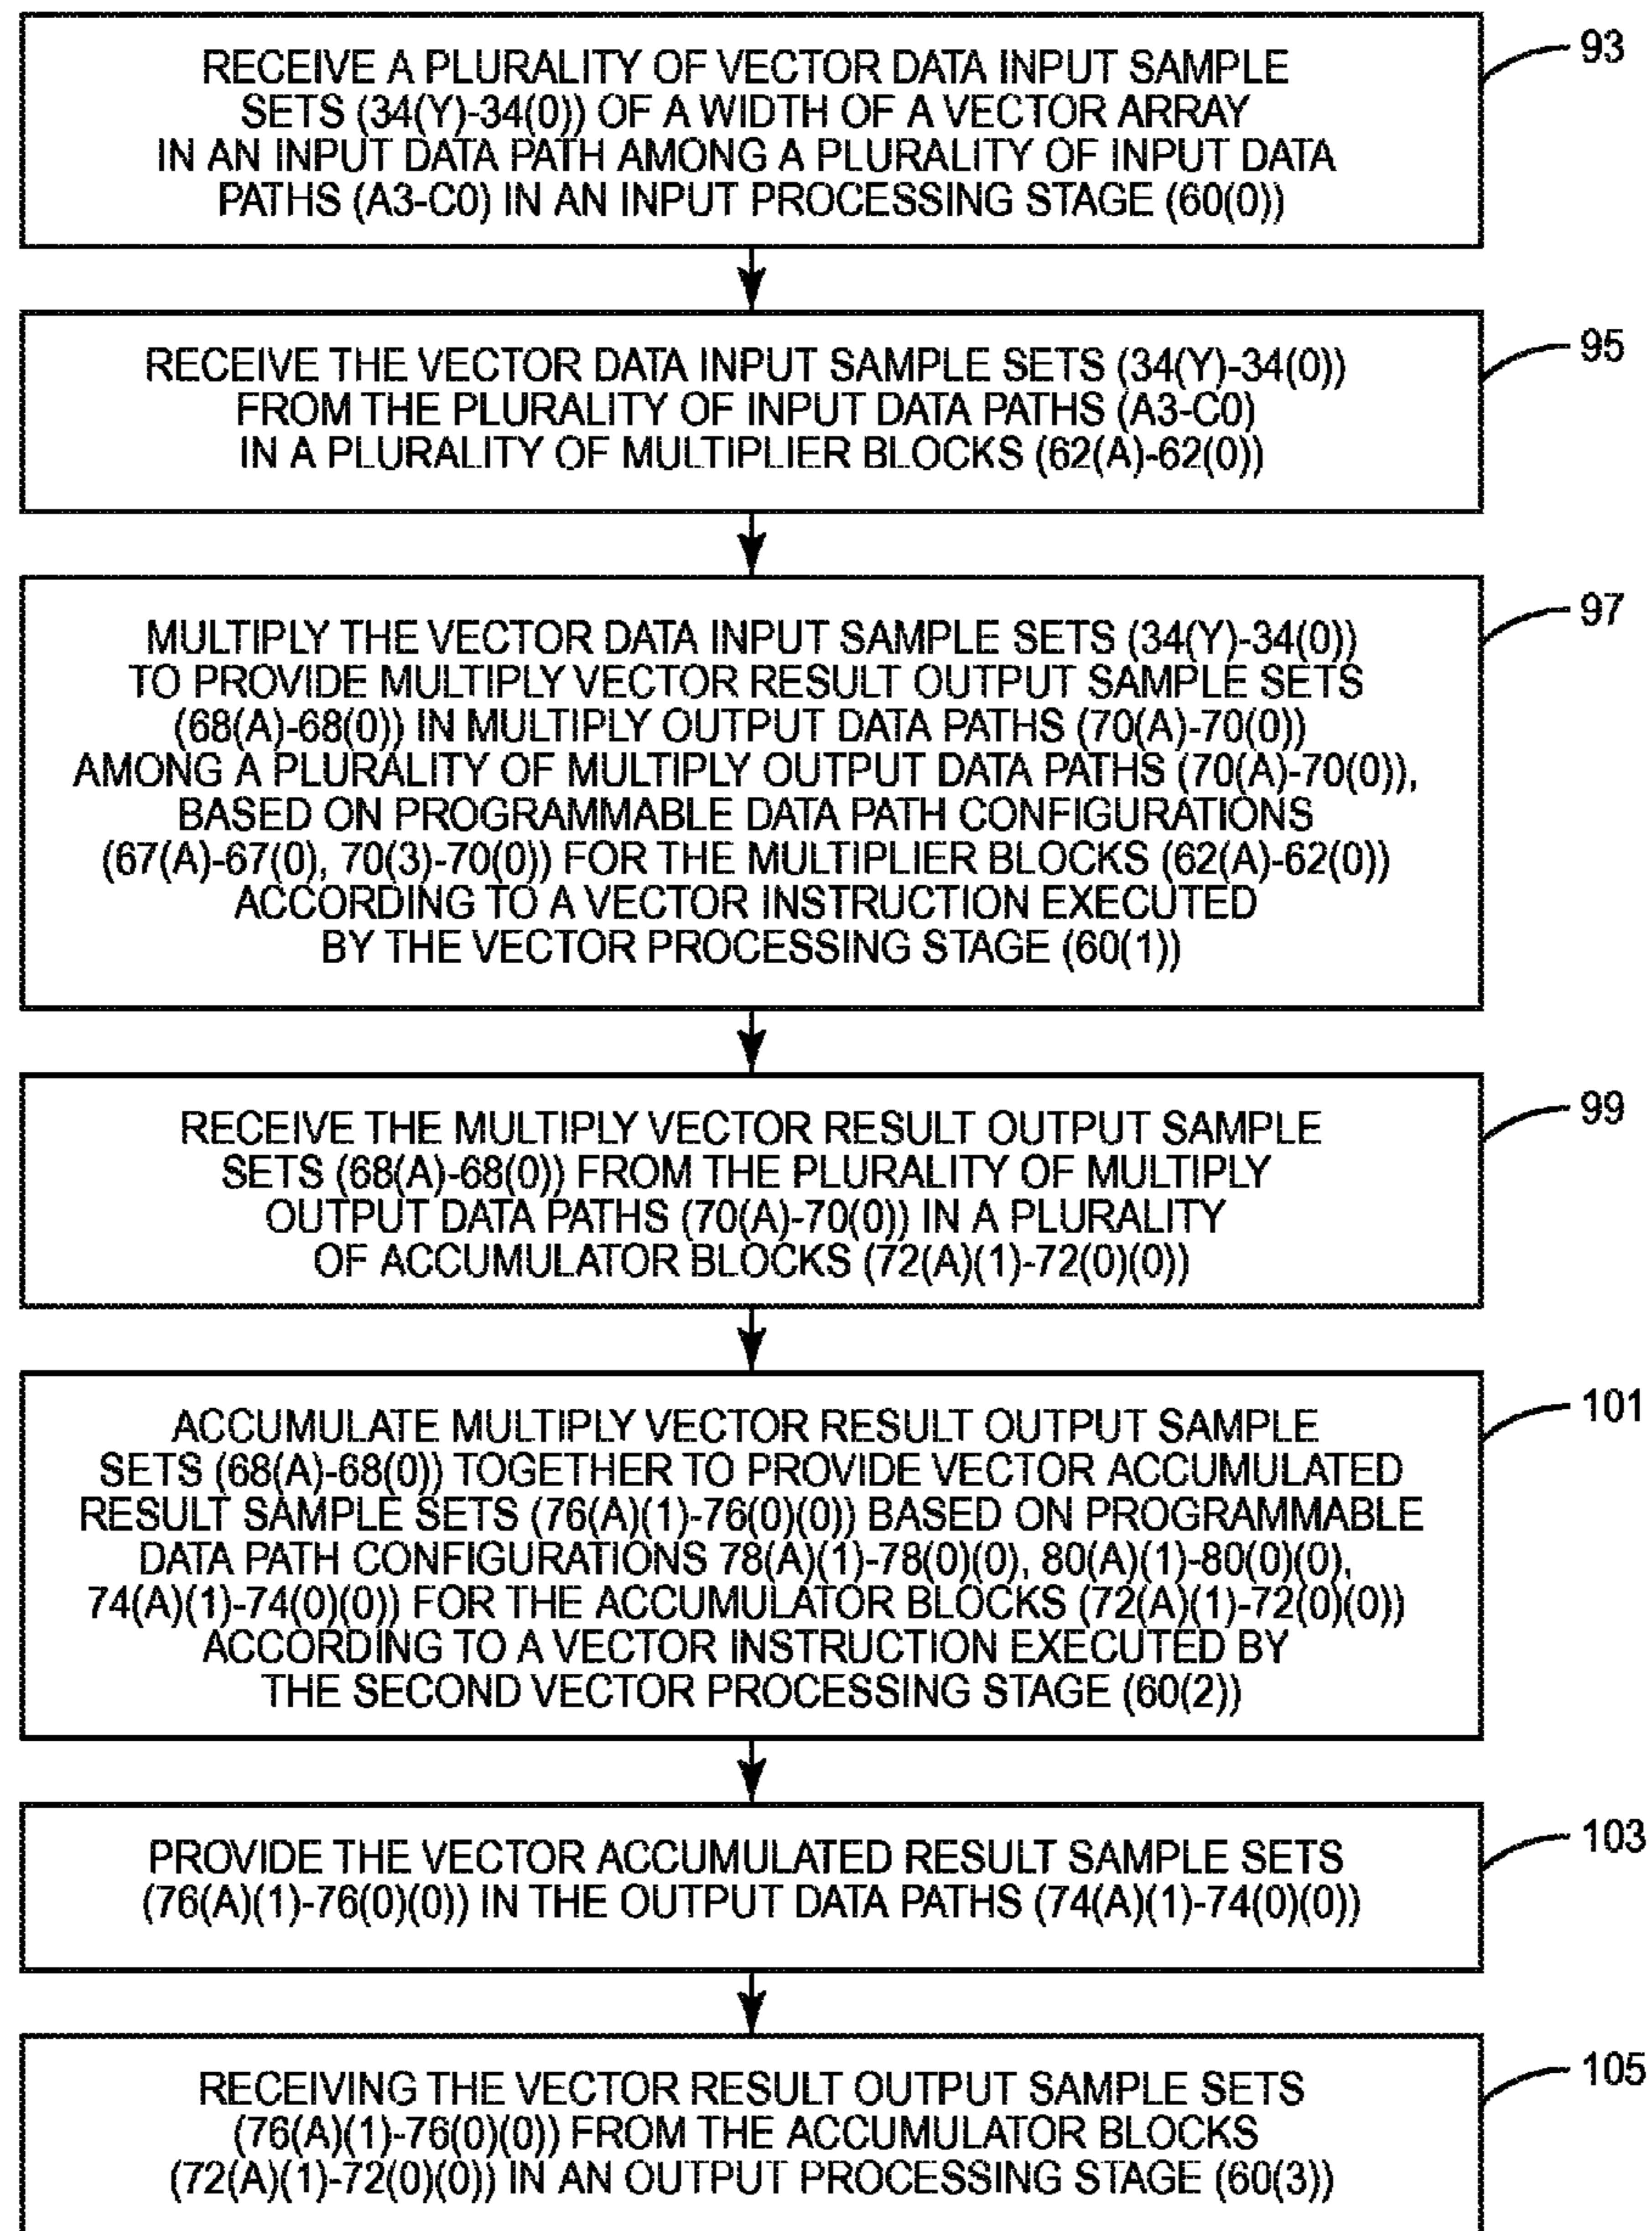 RECEIVE A PLURALITY OF VECTOR DATA INPUT SAMPLE
SETS (34(Y)-34(0)) OF A WIDTH OF A VECTOR ARRAY
IN AN INPUT DATA PATH AMONG A PLURALITY OF INPUT DATA
PATHS (A3-C0) IN AN INPUT PROCESSING STAGE (60(0))
93
RECEIVE THE VECTOR DATA INPUT SAMPLE SETS (34(Y)-34(0))
FROM THE PLURALITY OF INPUT DATA PATHS (A3-C0)
IN A PLURALITY OF MULTIPLIER BLOCKS (62(A)-62(0))
95
MULTIPLY THE VECTOR DATA INPUT SAMPLE SETS (34(Y)-34(0))
TO PROVIDE MULTIPLY VECTOR RESULT OUTPUT SAMPLE SETS
(68(A)-68(0)) IN MULTIPLY OUTPUT DATA PATHS (70(A)-70(0))
AMONG A PLURALITY OF MULTIPLY OUTPUT DATA PATHS (70(A)-70(0)),
BASED ON PROGRAMMABLE DATA PATH CONFIGURATIONS
(67(A)-67(0), 70(3)-70(0)) FOR THE MULTIPLIER BLOCKS (62(A)-62(0))
ACCORDING TO A VECTOR INSTRUCTION EXECUTED
BY THE VECTOR PROCESSING STAGE (60(1))
97
RECEIVE THE MULTIPLY VECTOR RESULT OUTPUT SAMPLE
SETS (68(A)-68(0)) FROM THE PLURALITY OF MULTIPLY
OUTPUT DATA PATHS (70(A)-70(0)) IN A PLURALITY
OF ACCUMULATOR BLOCKS (72(A)(1)-72(0)(0))
99
ACCUMULATE MULTIPLY VECTOR RESULT OUTPUT SAMPLE
SETS (68(A)-68(0)) TOGETHER TO PROVIDE VECTOR ACCUMULATED
RESULT SAMPLE SETS (76(A)(1)-76(0)(0)) BASED ON PROGRAMMABLE
DATA PATH CONFIGURATIONS 78(A)(1)-78(0)(0), 80(A)(1)-80(0)(0),
74(A)(1)-74(0)(0)) FOR THE ACCUMULATOR BLOCKS (72(A)(1)-72(0)(0))
ACCORDING TO A VECTOR INSTRUCTION EXECUTED BY
THE SECOND VECTOR PROCESSING STAGE (60(2))
101
PROVIDE THE VECTOR ACCUMULATED RESULT SAMPLE SETS
(76(A)(1)-76(0)(0)) IN THE OUTPUT DATA PATHS (74(A)(1)-74(0)(0))
103
RECEIVING THE VECTOR RESULT OUTPUT SAMPLE SETS
(76(A)(1)-76(0)(0)) FROM THE ACCUMULATOR BLOCKS
(72(A)(1)-72(0)(0)) IN AN OUTPUT PROCESSING STAGE (60(3))
105